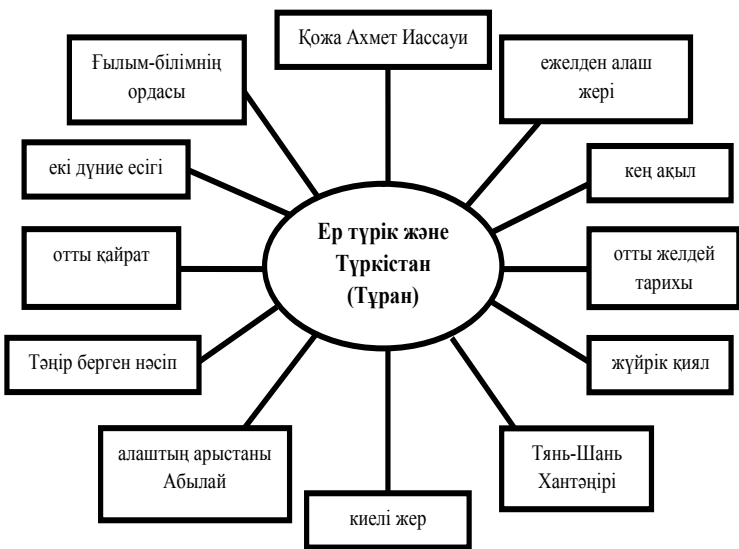 Қожа Ахмет Иассауи
Ғылым-білімнің
ордасы
ежелден алаш
жері
екі дүние есігі
кең ақыл
Ер түрік және
Түркістан
(Тұран)
отты қайрат
отты желдей
тарихы
Тәңір берген нәсіп
жүйрік қиял
алаштың арыстаны
Абылай
Тянь-Шань
Хантәңірі
киелі жер